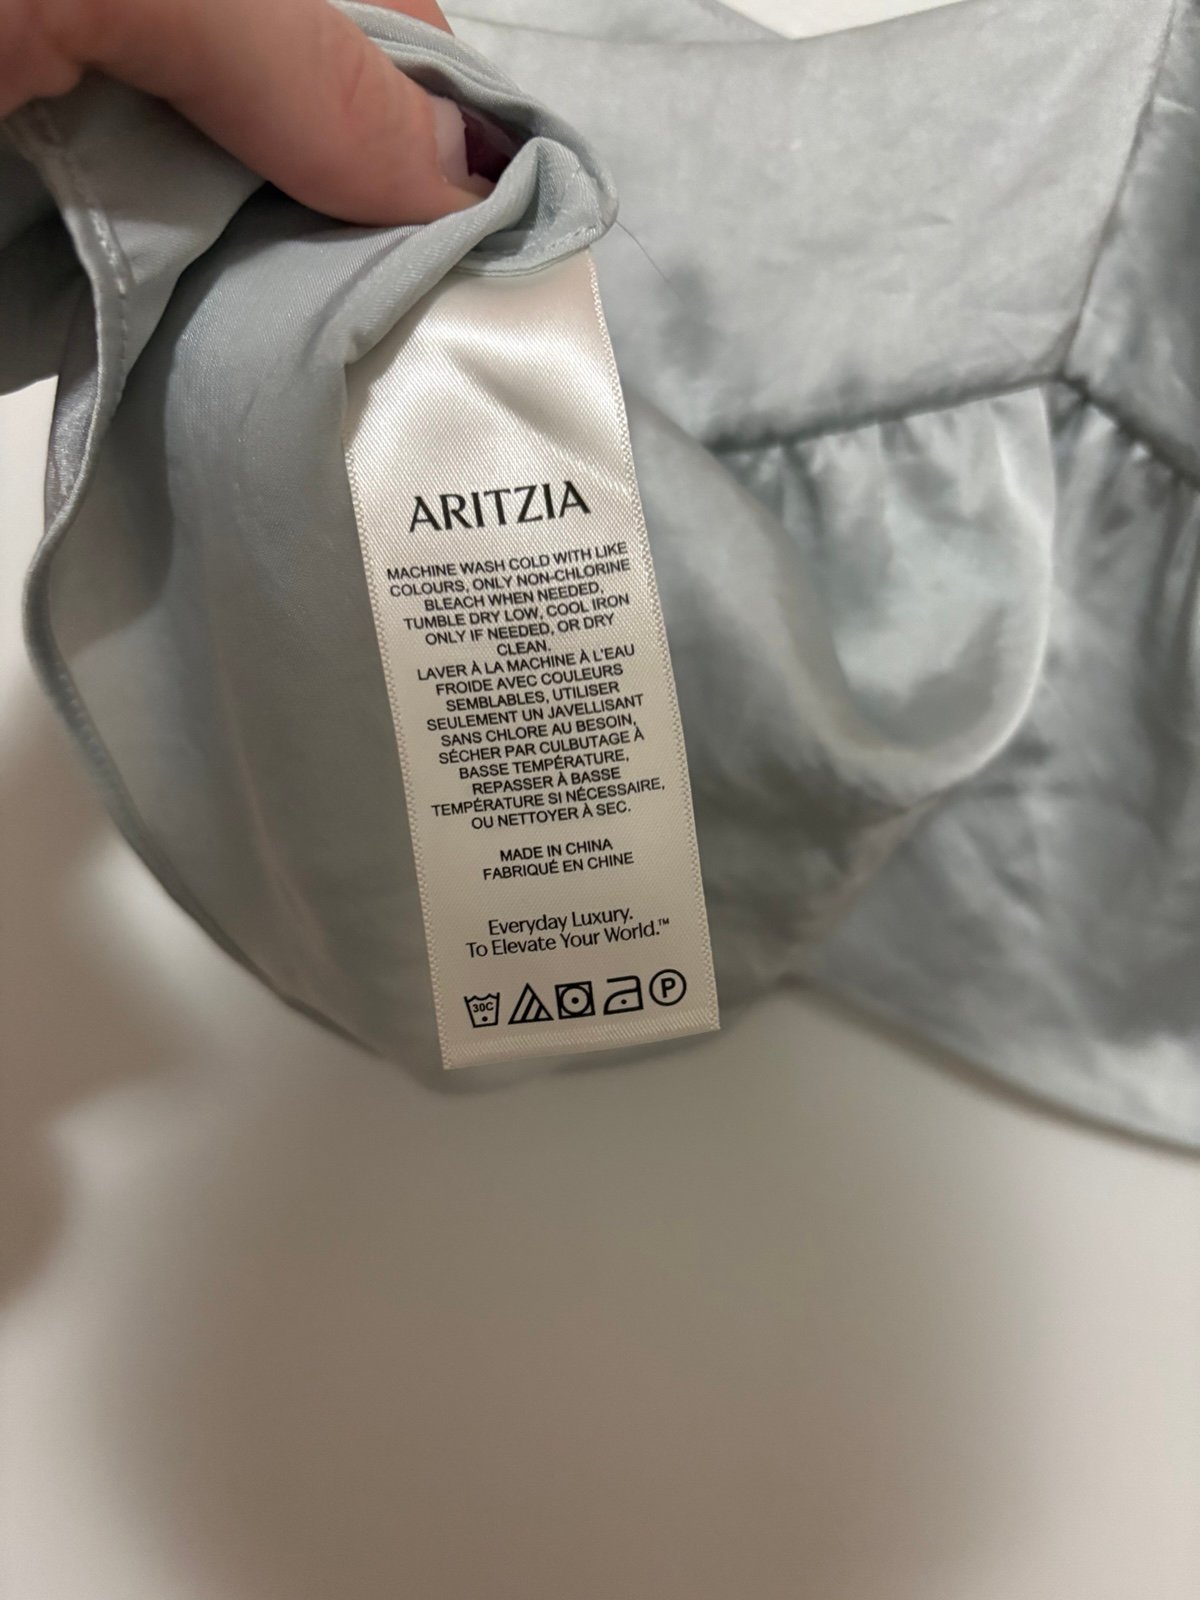 ARITZIA
MACHINE WASH COLD WITH LIKE
COLOURS, ONLY NON-CHLORINE
BLEACH WHEN NEEDED,
TUMBLE DRY LOW, COOL IRON
ONLY IF NEEDED, OR DRY
CLEAN.
LAVER À LA MACHINE À L'EAU
FROIDE AVEC COULEURS
SEMBLABLES, UTILISER
SEULEMENT UN JAVELLISANT
SANS CHLORE AU BESOIN,
SÉCHER PAR CULBUTAGE À
BASSE TEMPÉRATURE,
REPASSER À BASSE
TEMPÉRATURE SI NÉCESSAIRE,
OU NETTOYER À SEC.
MADE IN CHINA
FABRIQUÉ EN CHINE
Everyday Luxury.
To Elevate Your World.™
30C P